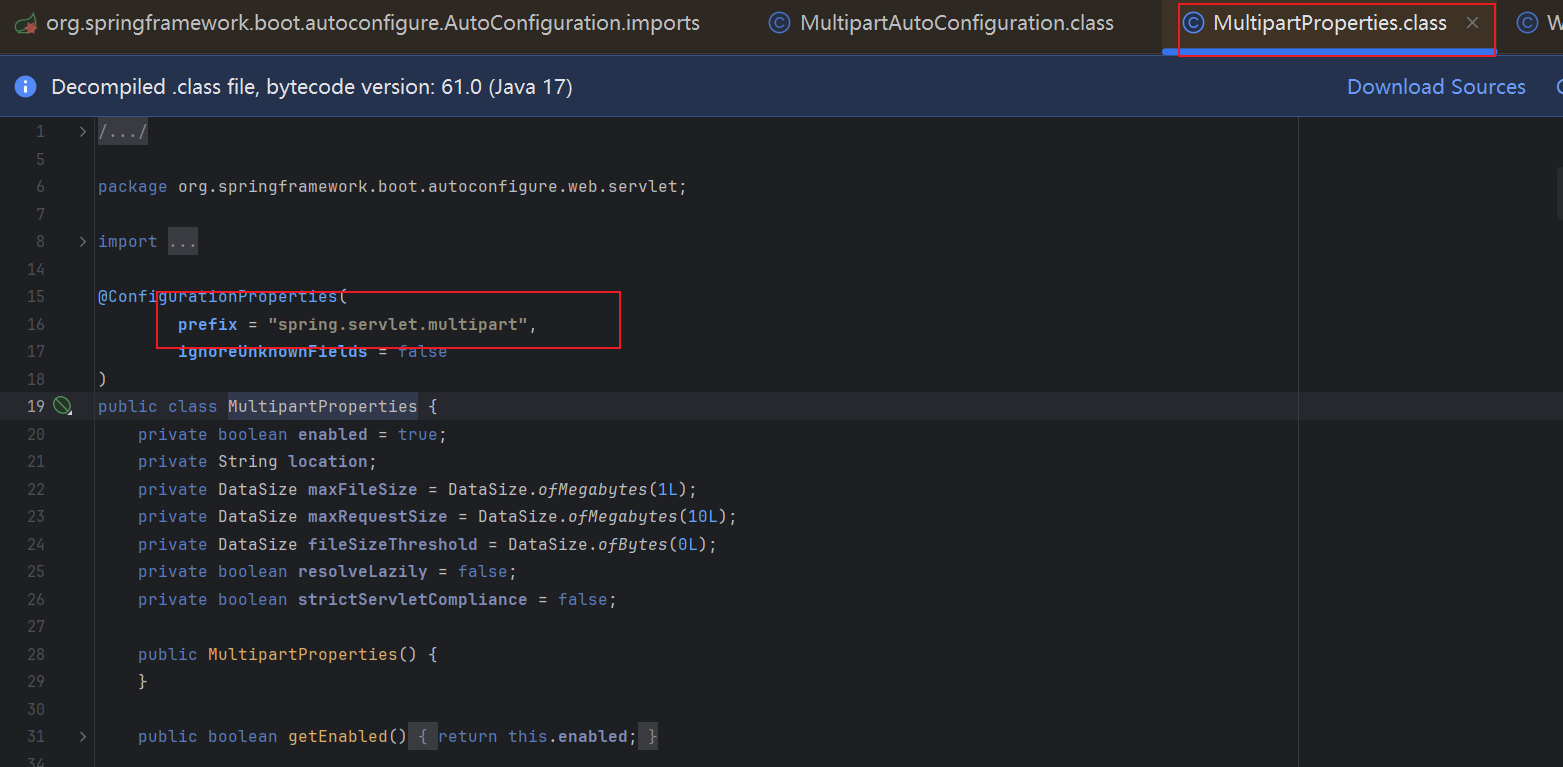 org.springframework.boot.autoconfigure.AutoConfiguration.imports MultipartAutoConfiguration.class MultipartProperties.class × W
Decompiled .class file, bytecode version: 61.0 (Java 17) Download Sources
1 /.../
5
6 package org.springframework.boot.autoconfigure.web.servlet;
7
8 import ...
14
15 @ConfigurationProperties(
16 prefix = "spring.servlet.multipart",
17 ignoreUnknownFields = false
18 )
19 public class MultipartProperties {
20 private boolean enabled = true;
21 private String location;
22 private DataSize maxFileSize = DataSize.ofMegabytes(1L);
23 private DataSize maxRequestSize = DataSize.ofMegabytes(10L);
24 private DataSize fileSizeThreshold = DataSize.ofBytes(0L);
25 private boolean resolveLazily = false;
26 private boolean strictServletCompliance = false;
27
28 public MultipartProperties() {
29 }
30
31 public boolean getEnabled() { return this.enabled; }
34